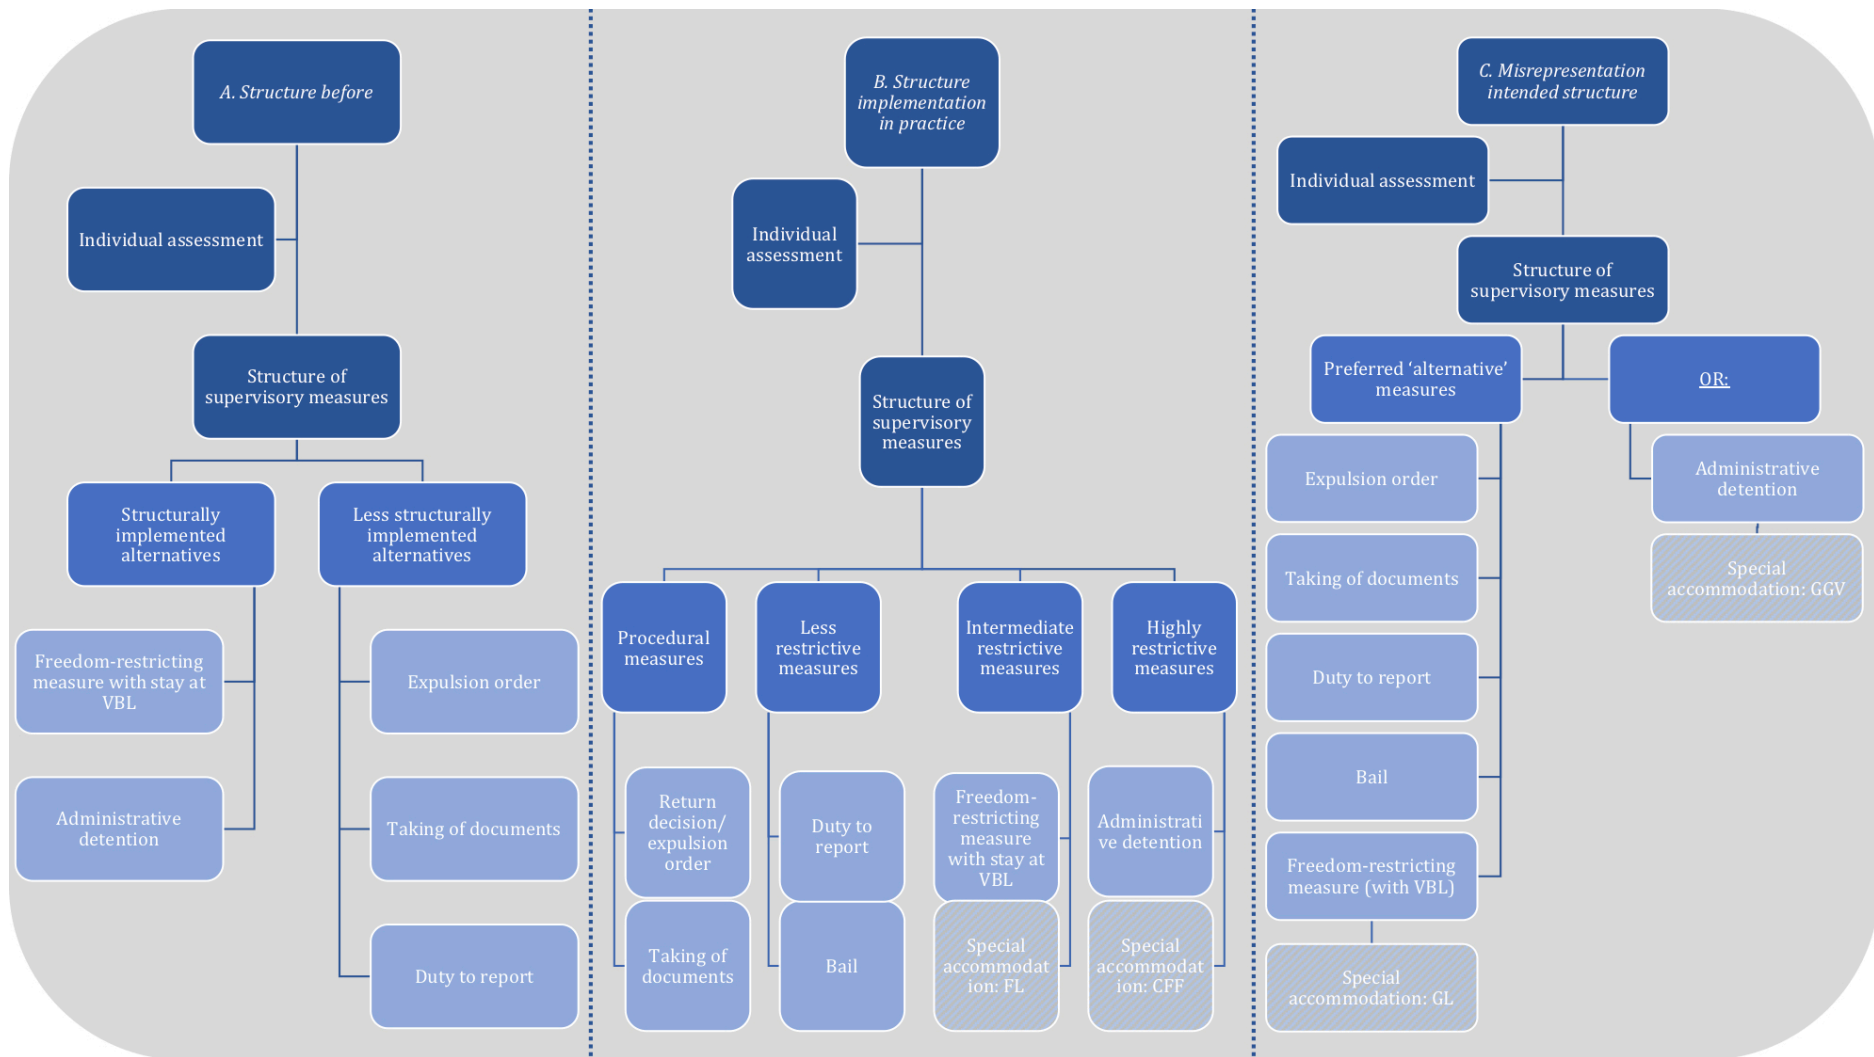 A. Structure before
Individual assessment
Structure of
supervisory measures
Structurally
implemented
alternatives
Less structurally
implemented
alternatives
Freedom-restricting
measure with stay at
VBL
Administrative
detention
Expulsion order
Taking of documents
Duty to report
B. Structure
implementation
in practice
Individual
assessment
Structure of
supervisory
measures
Procedural
measures
Less
restrictive
measures
Intermediate
restrictive
measures
Highly
restrictive
measures
Return
decision/
expulsion
order
Taking of
documents
Duty to
report
Bail
Freedom-
restricting
measure
with stay at
VBL
Special
accommodat
ion: FL
Administrati
ve detention
Special
accommodat
ion: CFF
C. Misrepresentation
intended structure
Individual assessment
Structure of
supervisory measures
Preferred ‘alternative’
measures
OR:
Expulsion order
Taking of documents
Duty to report
Bail
Freedom-restricting
measure (with VBL)
Special
accommodation: GL
Administrative
detention
Special
accommodation: GGV